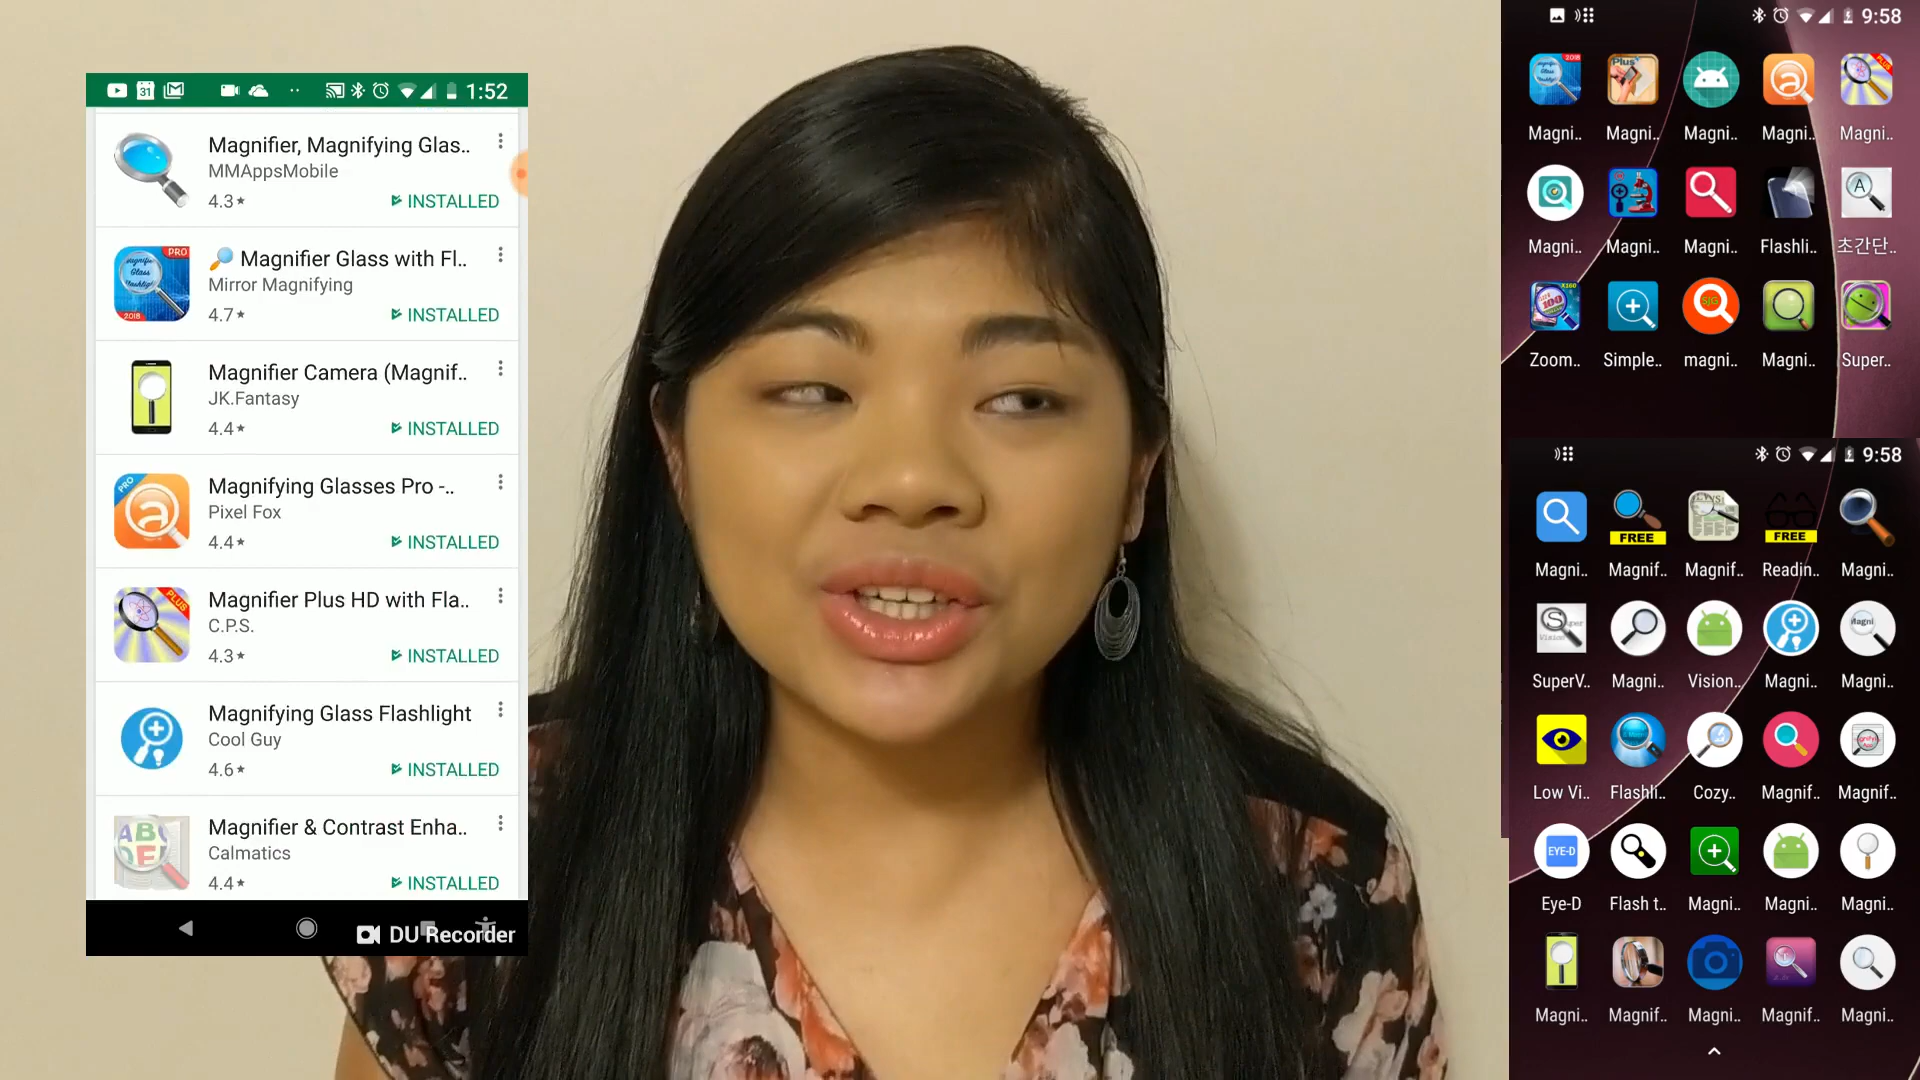 1:52
Magnifier, Magnifying Glas..
MMAppsMobile
4.3★
INSTALLED
PRO
2018
Magnifier Glass with Fl..
Mirror Magnifying
4.7★
INSTALLED
Magnifier Camera (Magnif..
JK.Fantasy
4.4★
INSTALLED
PRO
a
Magnifying Glasses Pro -..
Pixel Fox
4.4★
INSTALLED
PLUS
Magnifier Plus HD with Fla..
C.P.S.
4.3★
INSTALLED
Magnifying Glass Flashlight
Cool Guy
4.6★
INSTALLED
Magnifier & Contrast Enha..
Calmatics
4.4★
INSTALLED
DU Recorder
9:58
Magni.. Magni.. Magni.. Magni.. Magni..
Magni.. Magni.. Magni.. Flashli.. 초간단..
Zoom.. Simple.. magni.. Magni.. Super..
9:58
FREE FREE
Magni.. Magnif.. Magnif.. Readin.. Magni..
SuperV.. Magni.. Vision.. Magni.. Magni..
Low Vi.. Flashli.. Cozy.. Magnif.. Magnif..
EYE-D
Eye-D Flash t.. Magni.. Magni.. Magni..
Magni.. Magnif.. Magni.. Magnif.. Magni..